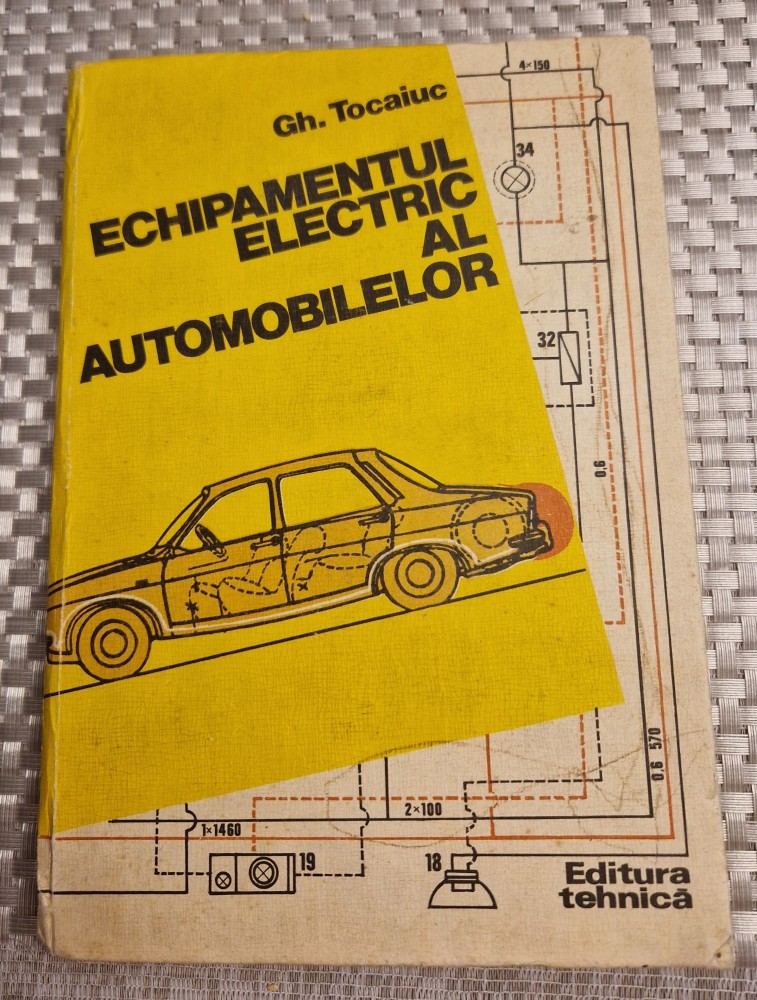 Gh. Tocaiuc
ECHIPAMENTUL
ELECTRIC
AL
AUTOMOBILELOR
4×150
34
32
0,6
0,6 570
2×100
1×1460
19
18
Editura
tehnică